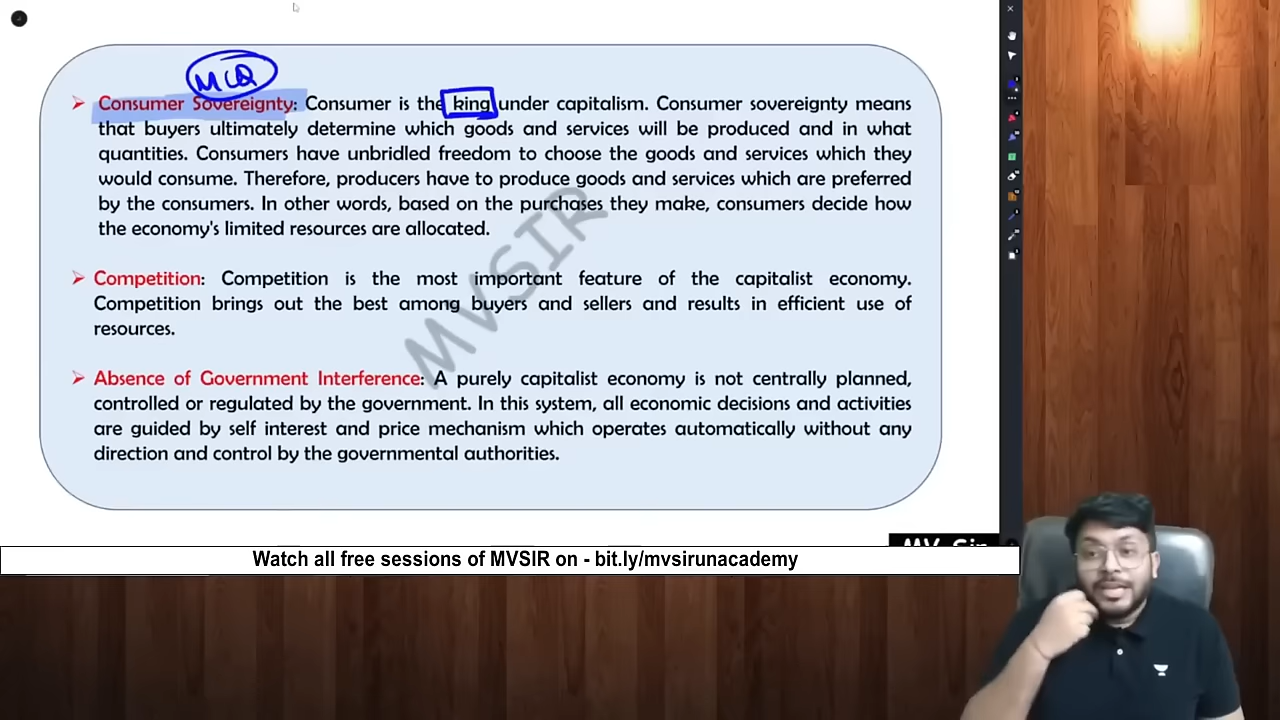 MCQ
➢ Consumer Sovereignty: Consumer is the king under capitalism. Consumer sovereignty means
that buyers ultimately determine which goods and services will be produced and in what
quantities. Consumers have unbridled freedom to choose the goods and services which they
would consume. Therefore, producers have to produce goods and services which are preferred
by the consumers. In other words, based on the purchases they make, consumers decide how
the economy's limited resources are allocated.
➢ Competition: Competition is the most important feature of the capitalist economy.
Competition brings out the best among buyers and sellers and results in efficient use of
resources.
➢ Absence of Government Interference: A purely capitalist economy is not centrally planned,
controlled or regulated by the government. In this system, all economic decisions and activities
are guided by self interest and price mechanism which operates automatically without any
direction and control by the governmental authorities.
MVSIR
MV Sir
Watch all free sessions of MVSIR on - bit.ly/mvsirunacademy